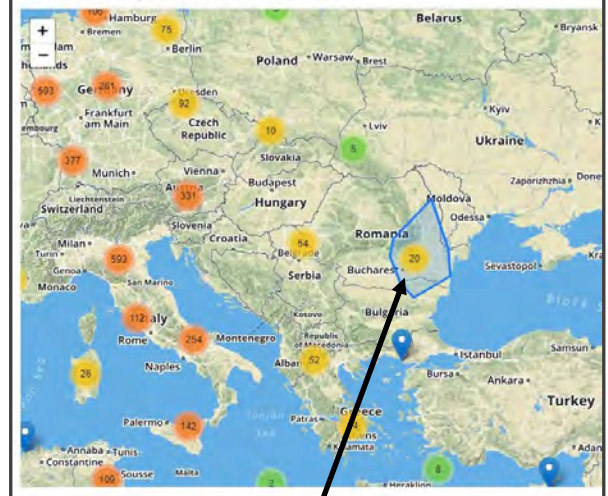 106
Hamburg
Bremen
75
Belarus
Bryansk
+
−
Berlin
Poland
Warsaw
Brest
593
Germany
261
Dresden
92
Frankfurt
am Main
Czech
Republic
10
Lviv
Kyiv
5
Ukraine
377
Munich
Vienna
Slovakia
Budapest
Zaporizhzhia
Liechtenstein
Switzerland
Austria
331
Hungary
Moldova
Odessa
Slovenia
Milan
Croatia
54
Romania
20
Turin
593
Genoa
Belgrade
Bucharest
Sevastopol
Serbia
San Marino
Monaco
Kosovo
Bulgaria
112
Italy
Rome
254
Montenegro
Republic
of Macedonia
Naples
52
Istanbul
Samsun
26
Bursa
Ankara
Turkey
Palermo
142
Patras
Greece
Kalamata
Annaba
Tunis
Constantine
109
Sousse
Malta
2
8
Heraklion